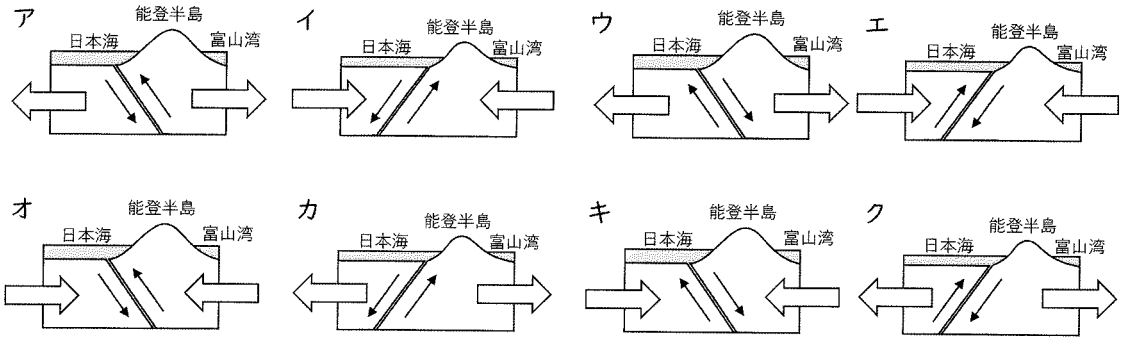 ア
能登半島
日本海
富山湾
イ
能登半島
日本海
富山湾
ウ
能登半島
日本海
富山湾
エ
能登半島
日本海
富山湾
オ
能登半島
日本海
富山湾
カ
能登半島
日本海
富山湾
キ
能登半島
日本海
富山湾
ク
能登半島
日本海
富山湾